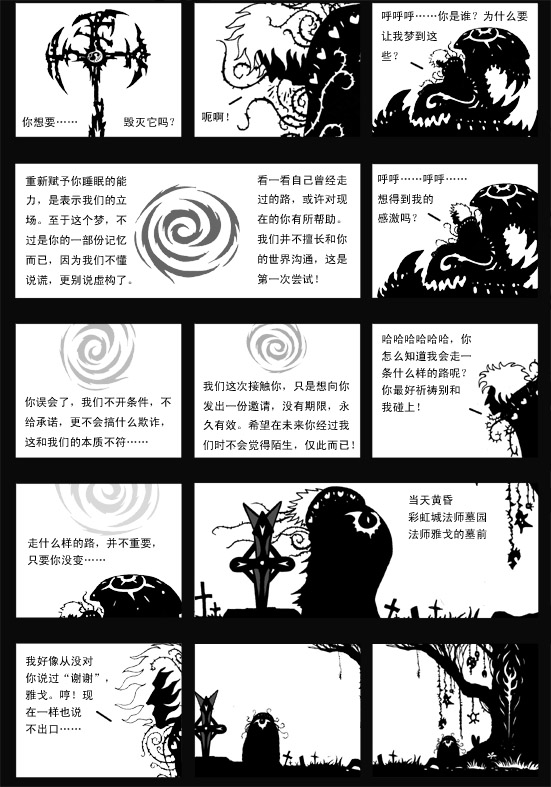 你想要……
毁灭它吗？
呃啊！
呼呼呼……你是谁？为什么要
让我梦到这
些？
重新赋予你睡眠的能
力，是表示我们的立
场。至于这个梦，不
过是你的一部份记忆
而已，因为我们不懂
说谎，更别说虚构了。
看一看自己曾经走
过的路，或许对现
在的你有所帮助。
我们并不擅长和你
的世界沟通，这是
第一次尝试！
呼呼……呼呼……
想得到我的
感激吗？
你误会了，我们不开条件，不
给承诺，更不会搞什么欺诈，
这和我们的本质不符……
我们这次接触你，只是想向你
发出一份邀请，没有期限，永
久有效。希望在未来你经过我
们时不会觉得陌生，仅此而已！
哈哈哈哈哈哈，你
怎么知道我会走一
条什么样的路呢？
你最好祈祷别和
我碰上！
走什么样的路，并不重要，
只要你没变……
当天黄昏
彩虹城法师墓园
法师雅戈的墓前
我好像从没对
你说过“谢谢”，
雅戈。哼！现
在一样也说
不出口……